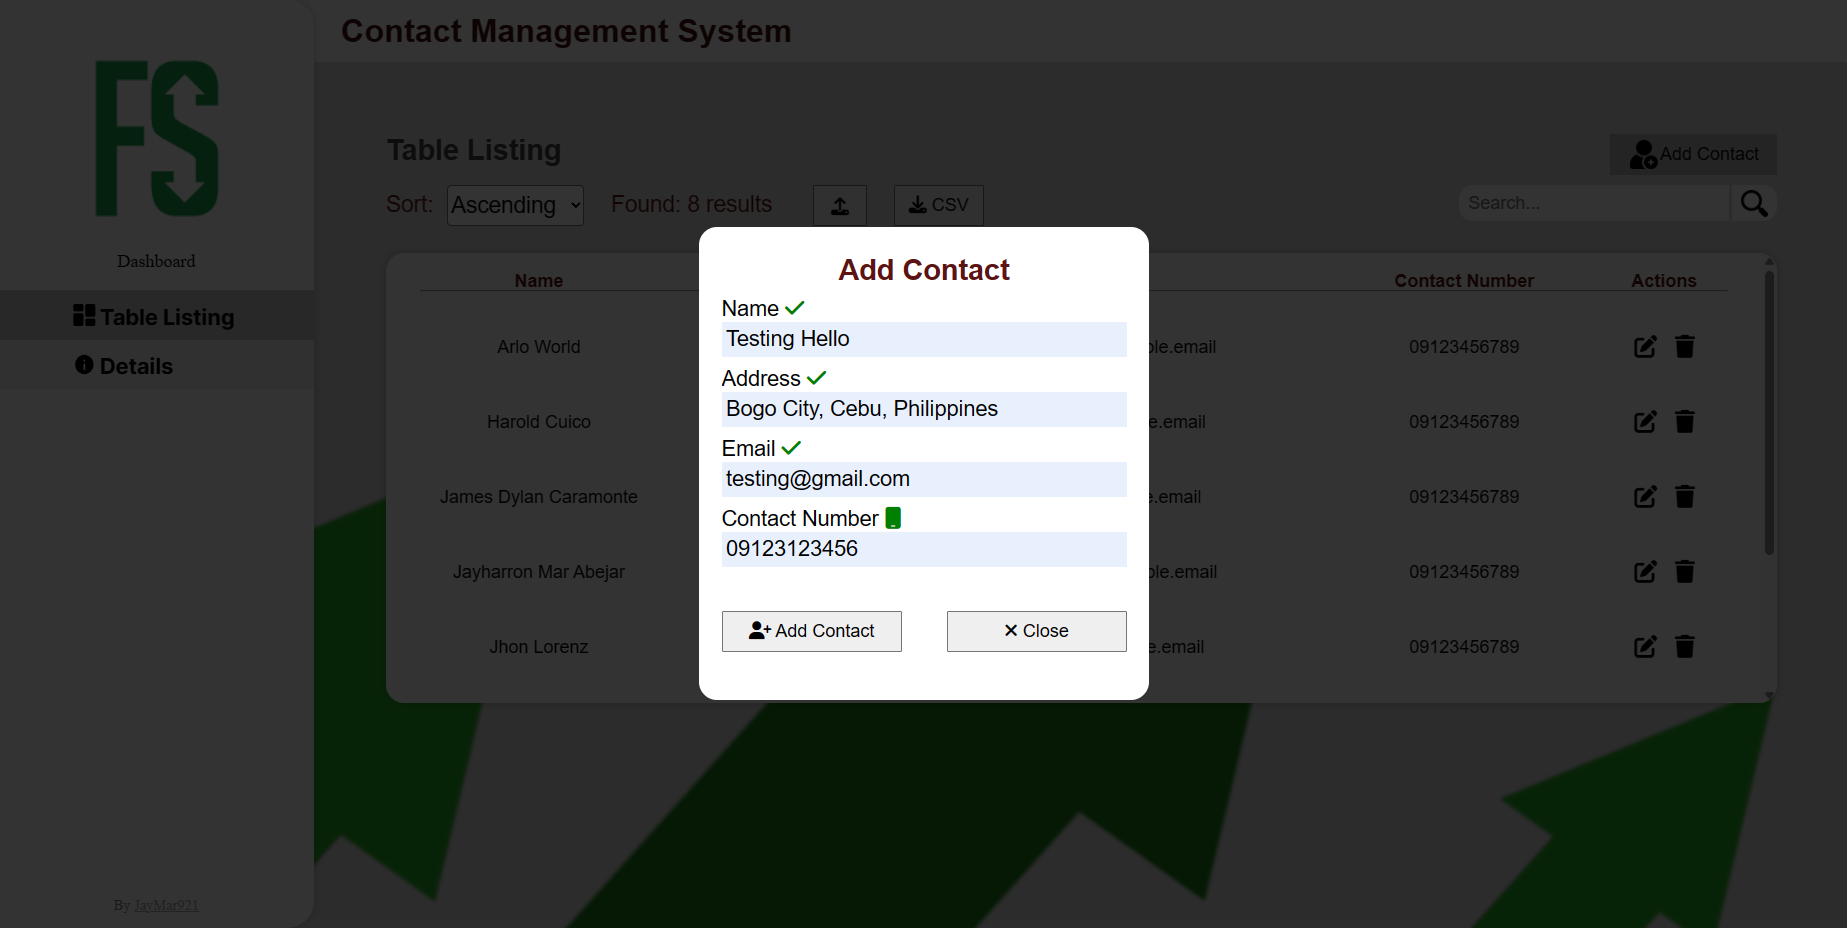 FS
Contact Management System
Dashboard
Table Listing
Details
By JayMar921
Table Listing
Add Contact
Sort: Ascending Found: 8 results CSV
Search...
Name Contact Number Actions
Arlo World ple.email 09123456789
Harold Cuico e.email 09123456789
James Dylan Caramonte e.email 09123456789
Jayharron Mar Abejar ple.email 09123456789
Jhon Lorenz e.email 09123456789
Add Contact
Name
Testing Hello
Address
Bogo City, Cebu, Philippines
Email
testing@gmail.com
Contact Number
09123123456
Add Contact
Close